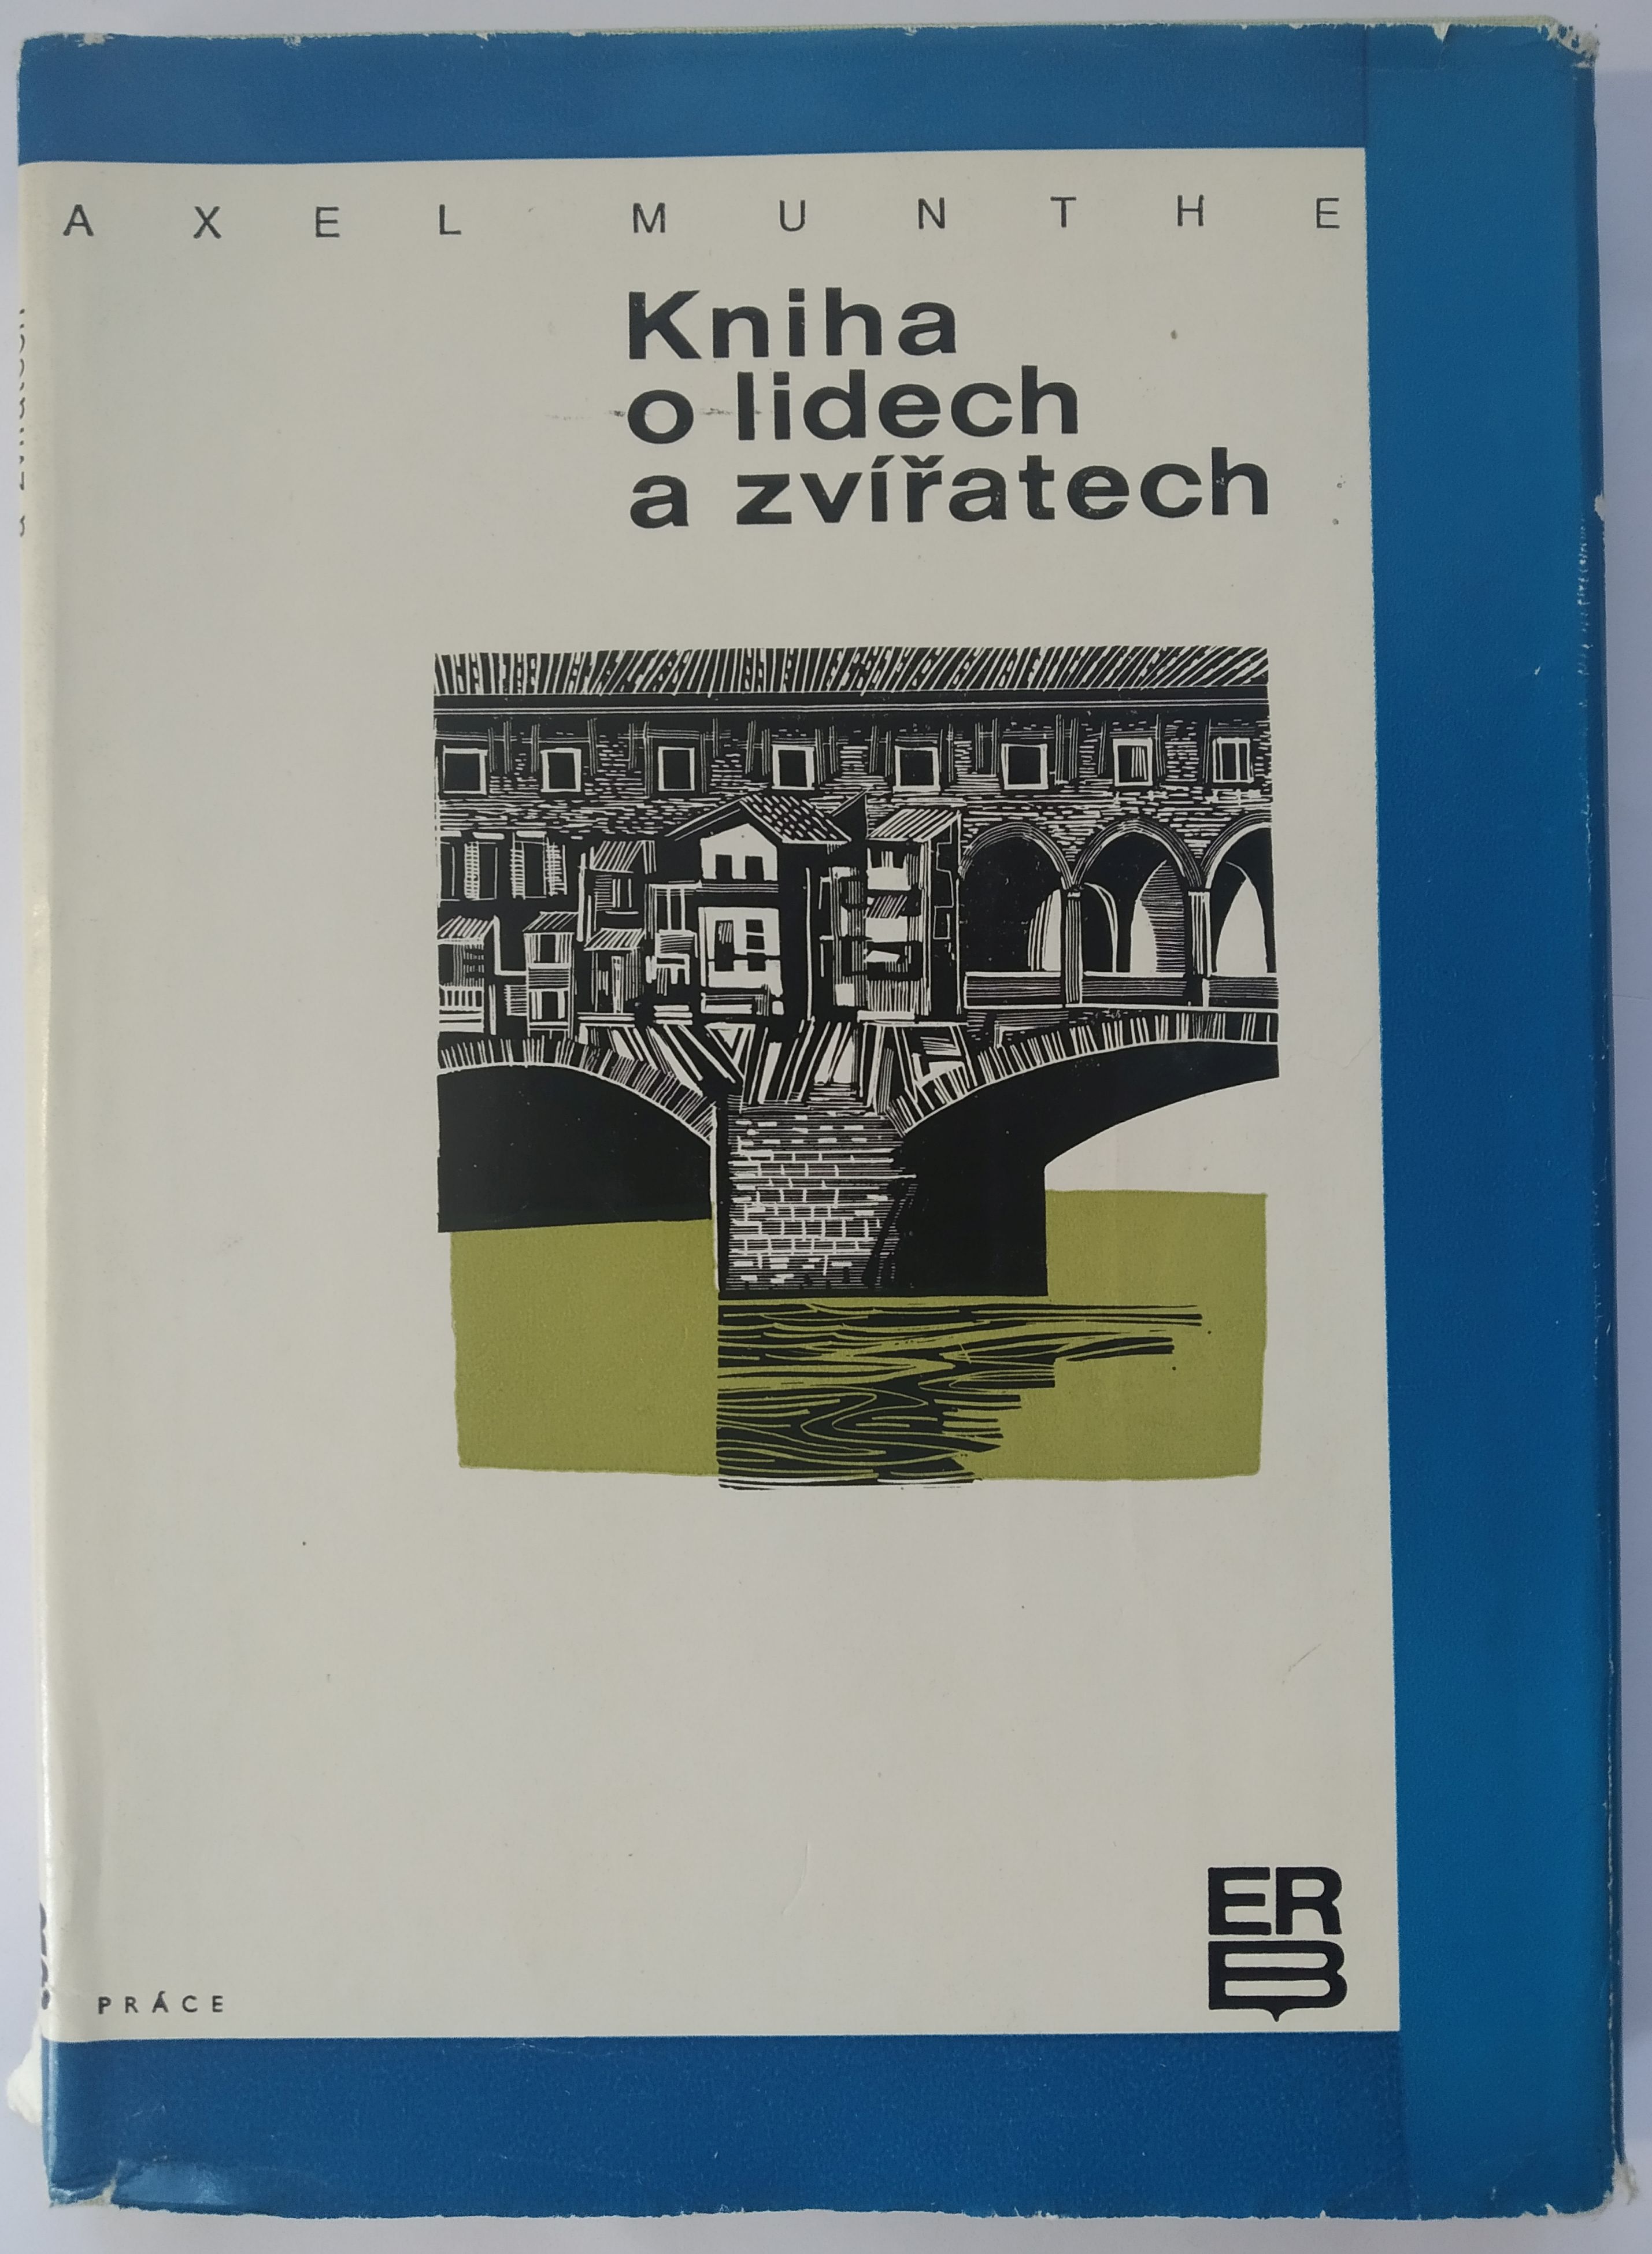 AXEL MUNTHE
Kniha
o lidech
a zvířatech
ER
B
PRÁCE